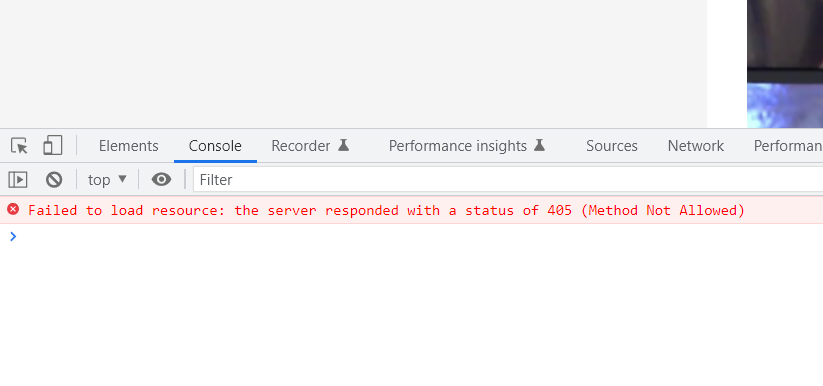 Elements Console Recorder Performance insights Sources Network Performan
top Filter
Failed to load resource: the server responded with a status of 405 (Method Not Allowed)